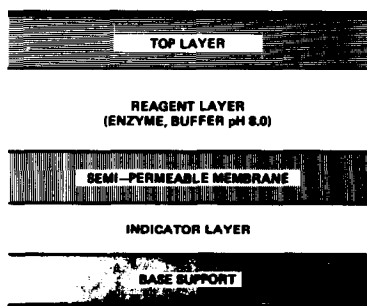 TOP LAYER
REAGENT LAYER
(ENZYME, BUFFER pH 8.0)
SEMI-PERMEABLE MEMBRANE
INDICATOR LAYER
BASE SUPPORT